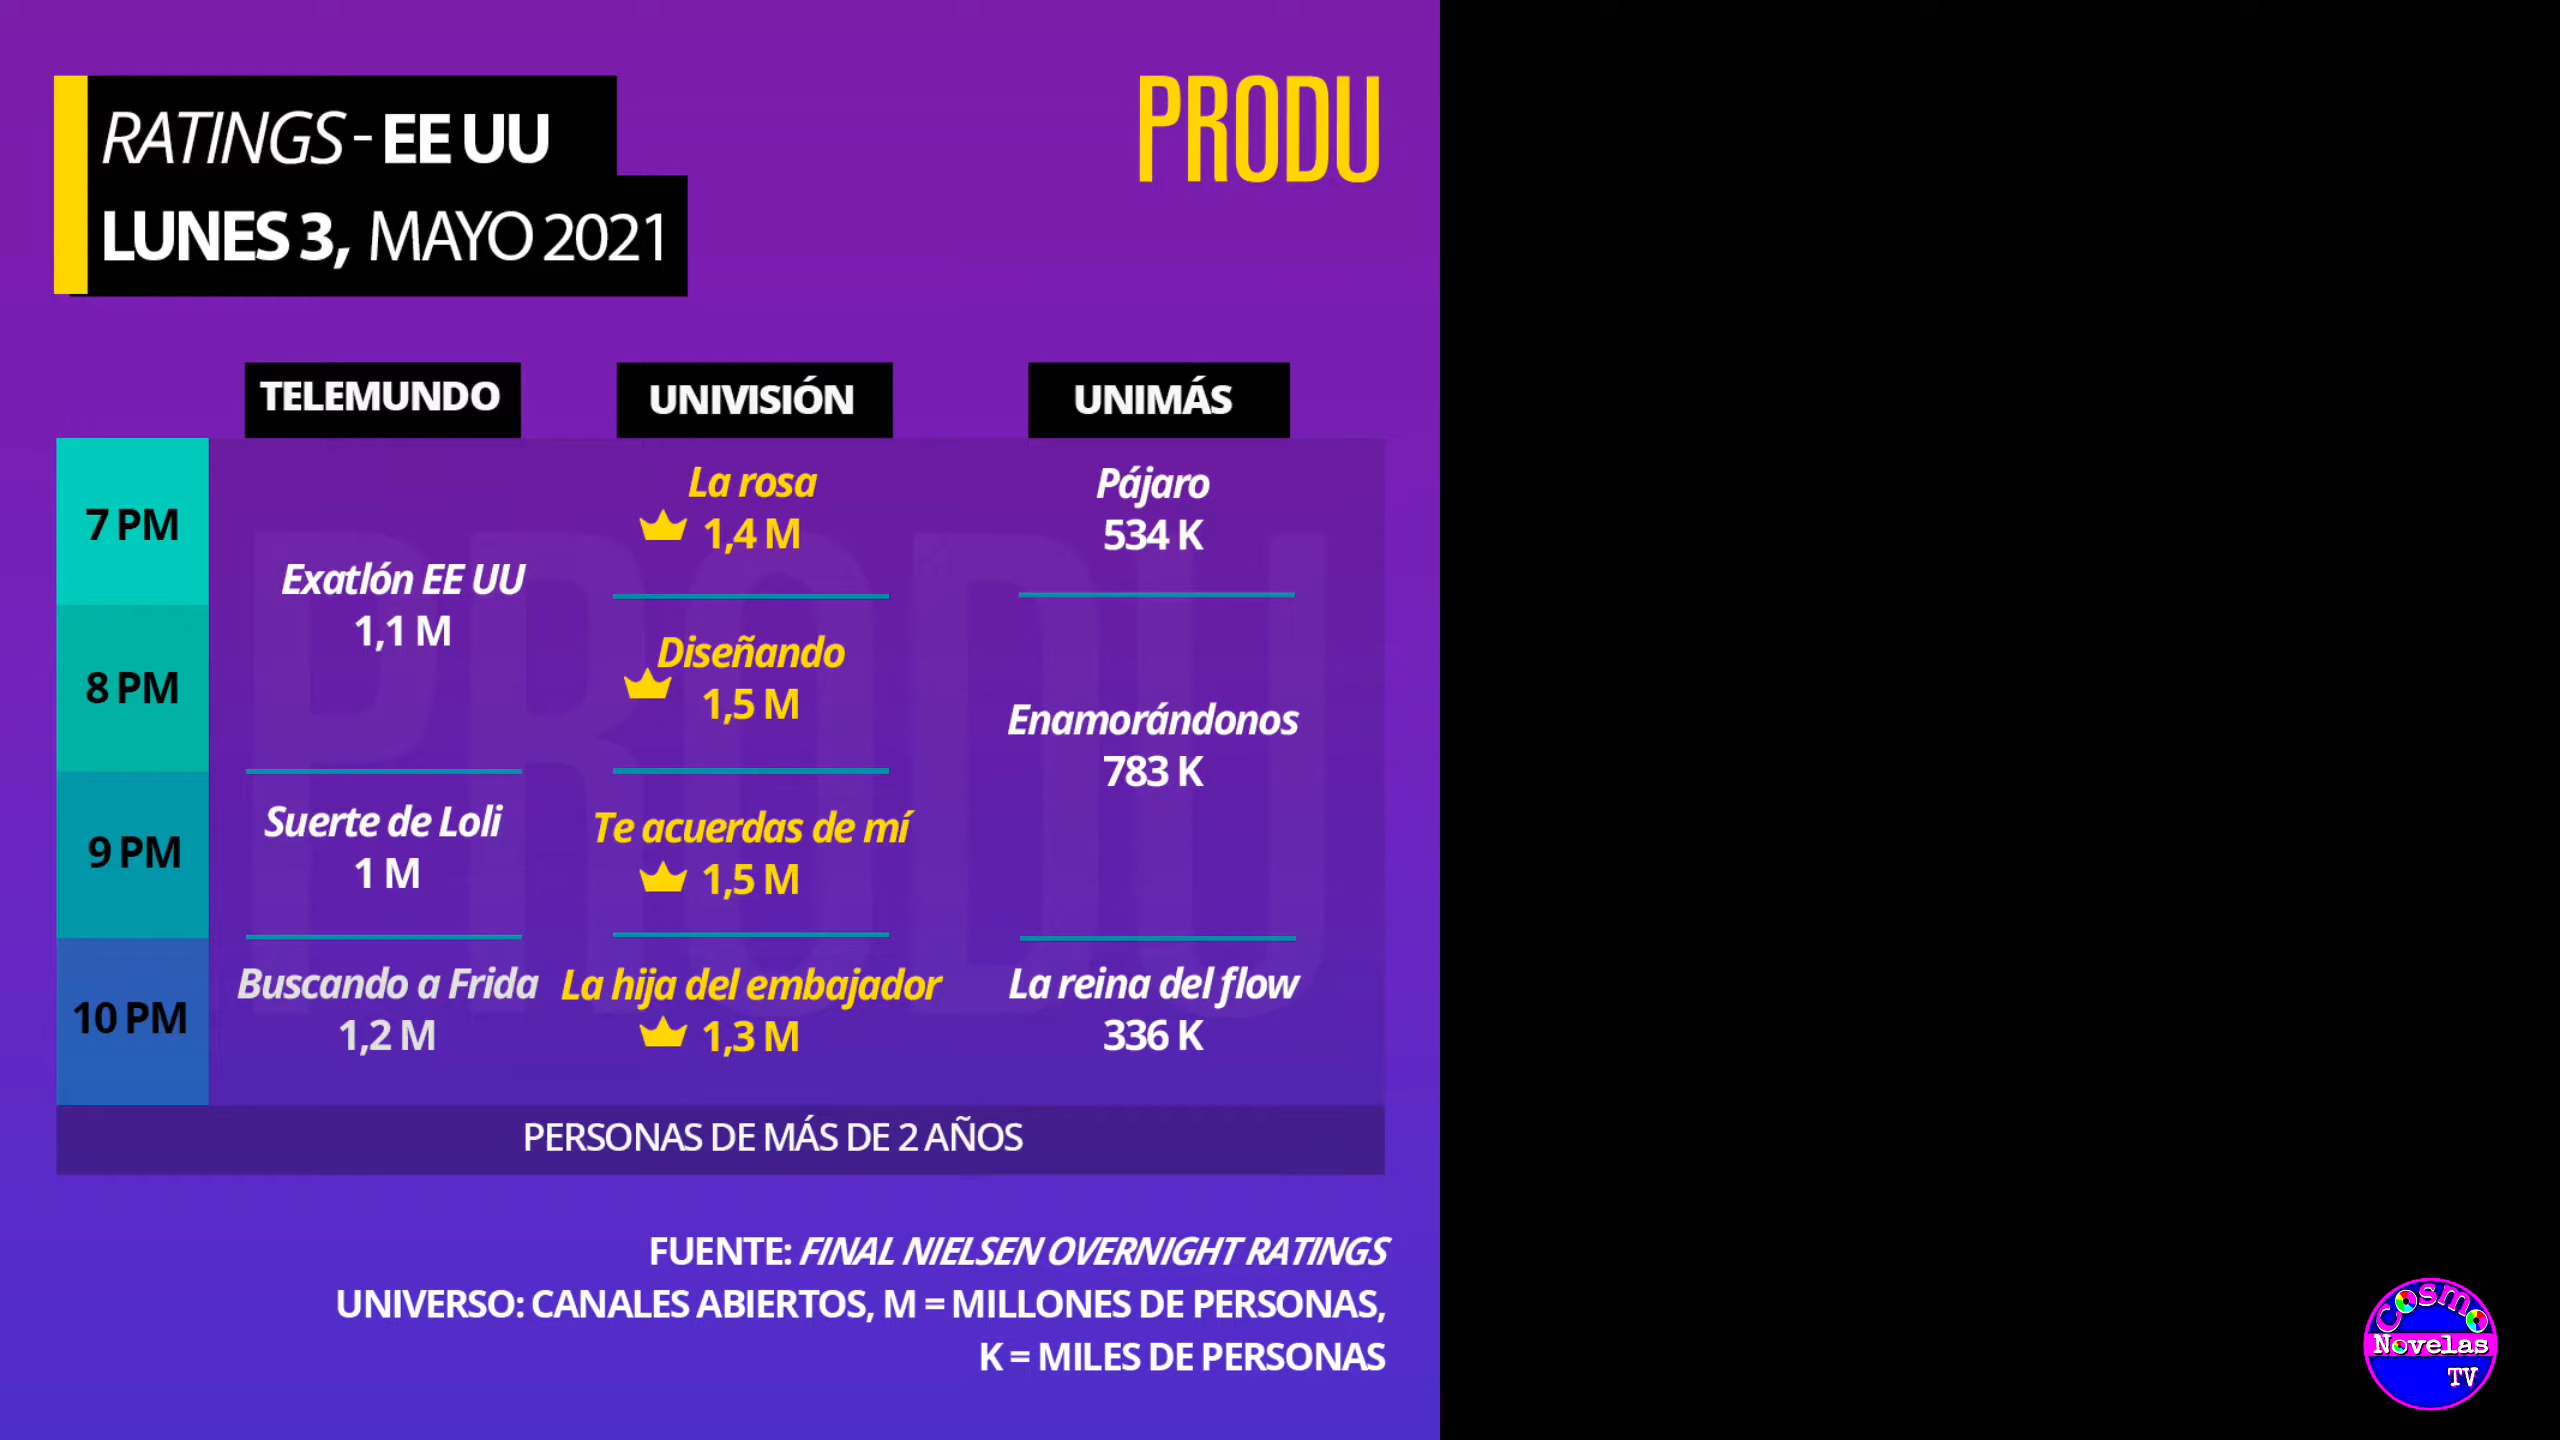 RATINGS - EE UU
LUNES 3, MAYO 2021
PRODU
TELEMUNDO
UNIVISIÓN
UNIMÁS
7 PM
8 PM
9 PM
10 PM
Exatlón EE UU
1,1 M
Suerte de Loli
1 M
Buscando a Frida
1,2 M
La rosa
1,4 M
Diseñando
1,5 M
Te acuerdas de mí
1,5 M
La hija del embajador
1,3 M
Pájaro
534 K
Enamorándonos
783 K
La reina del flow
336 K
PRODU
PERSONAS DE MÁS DE 2 AÑOS
FUENTE: FINAL NIELSEN OVERNIGHT RATINGS
UNIVERSO: CANALES ABIERTOS, M = MILLONES DE PERSONAS,
K = MILES DE PERSONAS
Cosmo
Novelas
TV